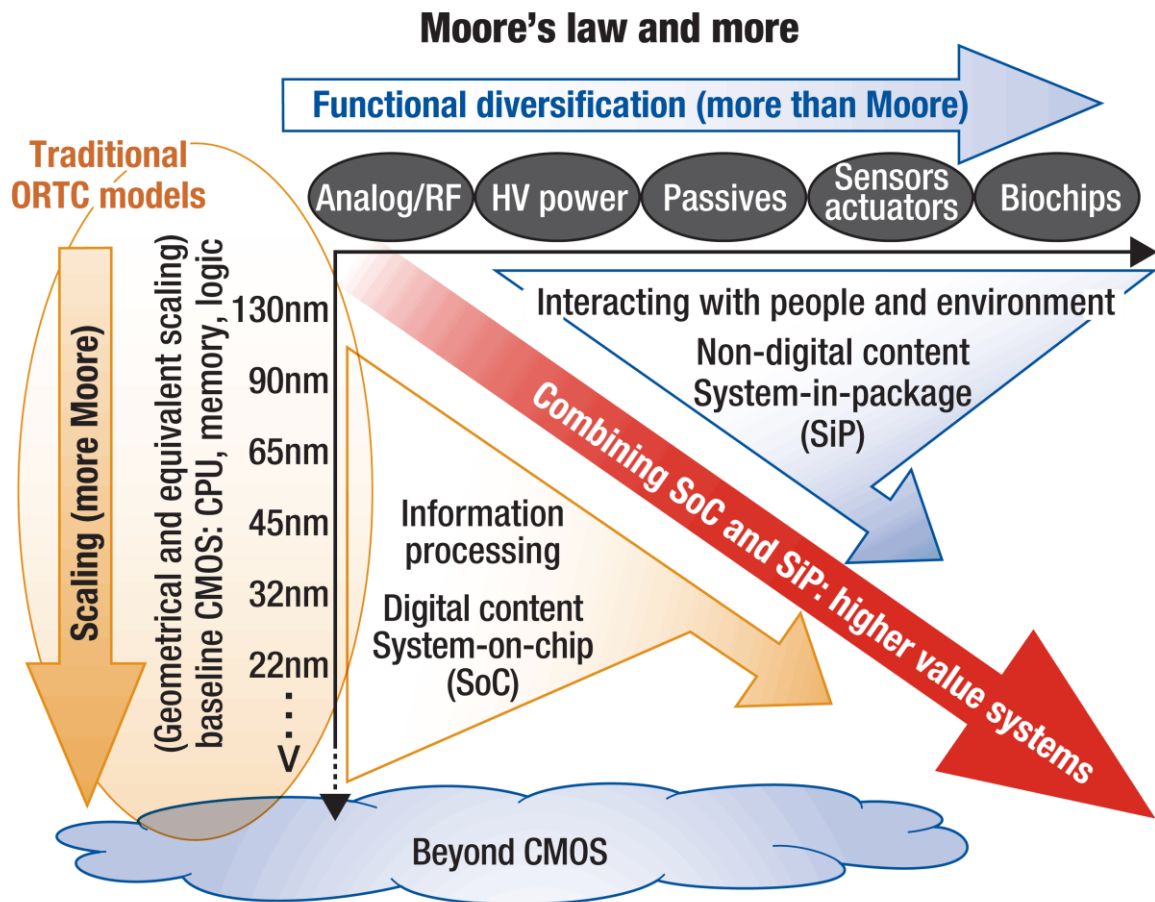 Moore's law and more
Functional diversification (more than Moore)
Traditional
ORTC models
Analog/RF
HV power
Passives
Sensors
actuators
Biochips
Scaling (more Moore)
(Geometrical and equivalent scaling)
baseline CMOS: CPU, memory, logic
130nm
90nm
65nm
45nm
32nm
22nm
Interacting with people and environment
Non-digital content
System-in-package
(SiP)
Combining SoC and SiP: higher value systems
Information
processing
Digital content
System-on-chip
(SoC)
Beyond CMOS